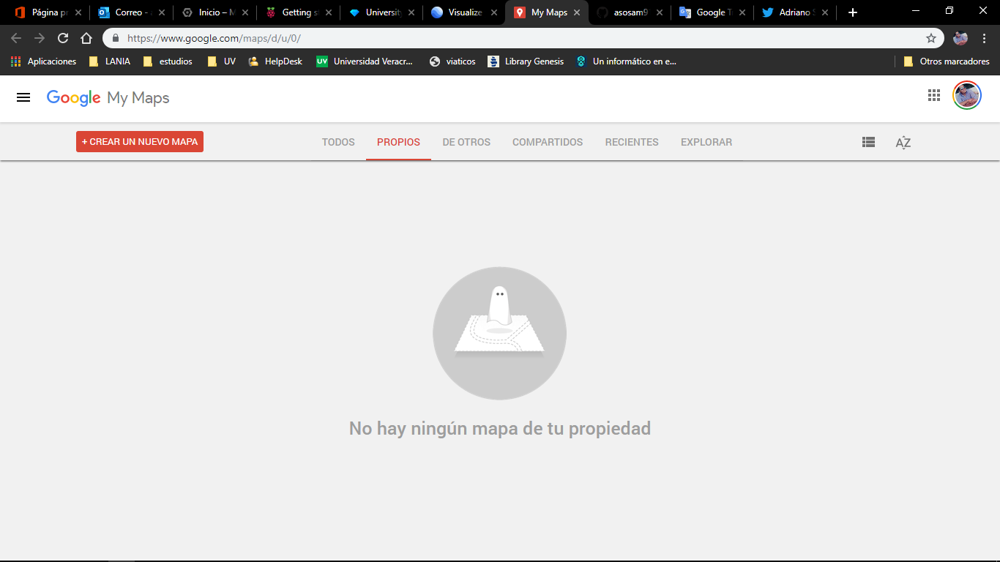 Página pr
Correo -
Inicio – M
Getting s
University
Visualize
My Maps
asosam9
Google T
Adriano S
https://www.google.com/maps/d/u/0/
Aplicaciones LANIA estudios UV HelpDesk UV Universidad Veracr... viaticos Library Genesis Un informático en e... Otros marcadores
Google My Maps
+ CREAR UN NUEVO MAPA TODOS PROPIOS DE OTROS COMPARTIDOS RECIENTES EXPLORAR AZ
No hay ningún mapa de tu propiedad